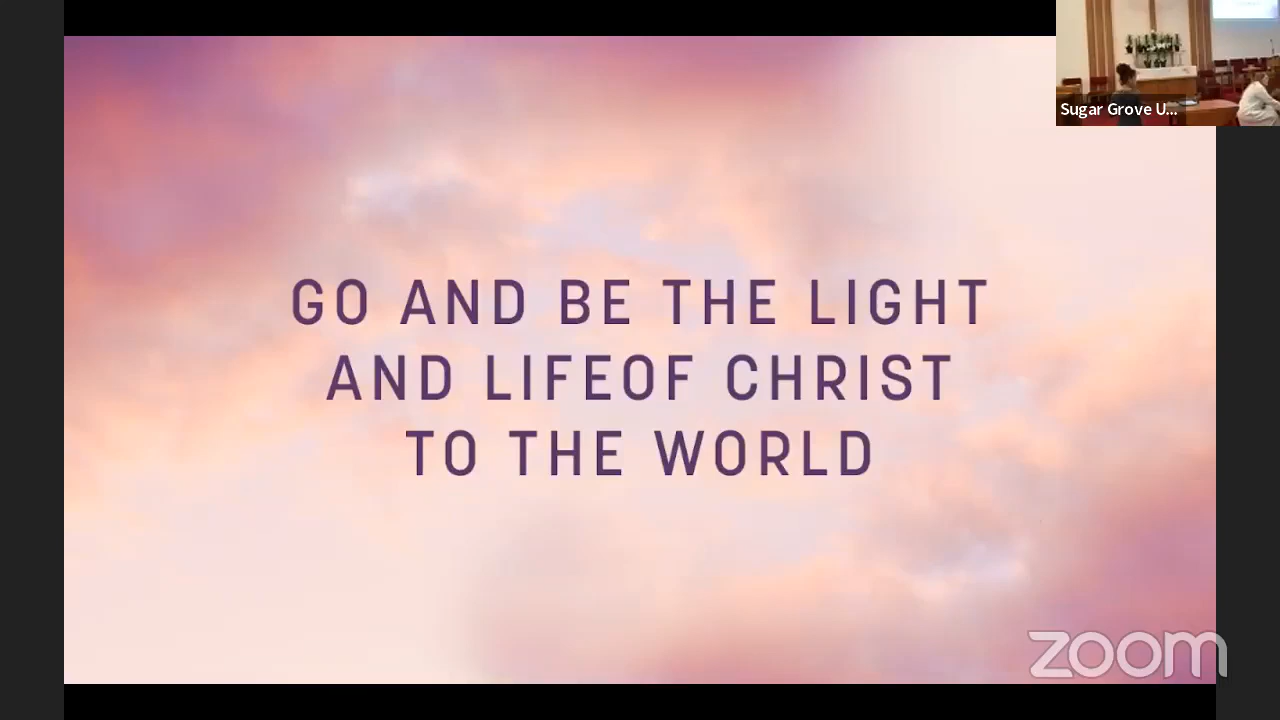 Sugar Grove U...
GO AND BE THE LIGHT
AND LIFEOF CHRIST
TO THE WORLD
zoom